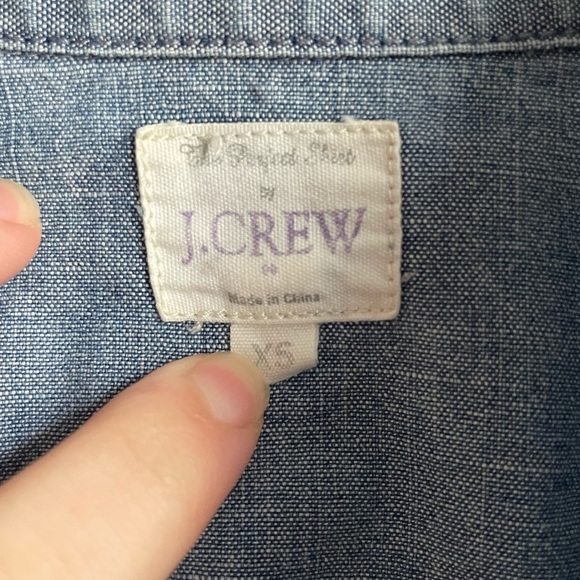 The Perfect Shirt
by
J.CREW
Made in China
XS